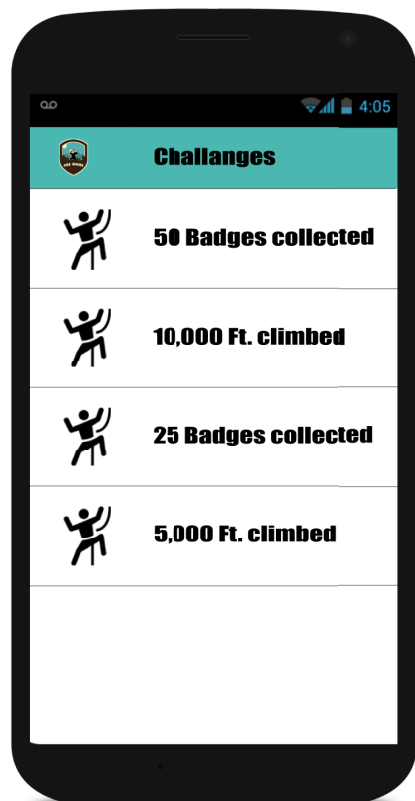 4:05
Challanges
50 Badges collected
10,000 Ft. climbed
25 Badges collected
5,000 Ft. climbed